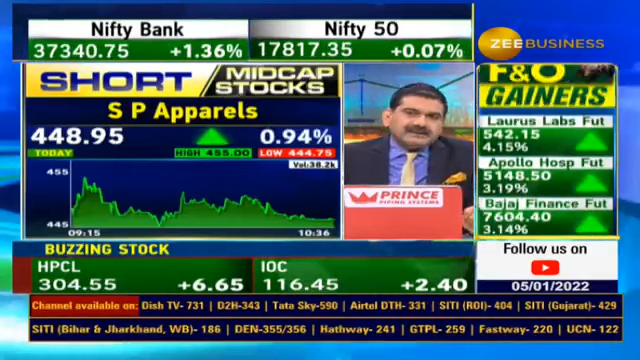 Nifty Bank
37340.75 +1.36%
Nifty 50
17817.35 +0.07%
ZEE BUSINESS
SHORT MIDCAP STOCKS
S P Apparels
448.95 0.94%
TODAY HIGH 455.00 LOW 444.75
Vol:38.2k
455
445
09:15 10:36
PRINCE
PIPING SYSTEMS
F&O
GAINERS
Laurus Labs Fut
542.15
4.15%
Apollo Hosp Fut
5148.50
3.19%
Bajaj Finance Fut
7604.40
3.14%
BUZZING STOCK
HPCL
304.55 +6.65
IOC
116.45 +2.40
Follow us on
05/01/2022
Channel available on: Dish TV- 731 | D2H-343 | Tata Sky-590 | Airtel DTH- 331 | SITI (ROI)- 404 | SITI (Gujarat)- 429
SITI (Bihar & Jharkhand, WB)- 186 | DEN-355/356 | Hathway- 241 | GTPL- 259 | Fastway- 220 | UCN- 122